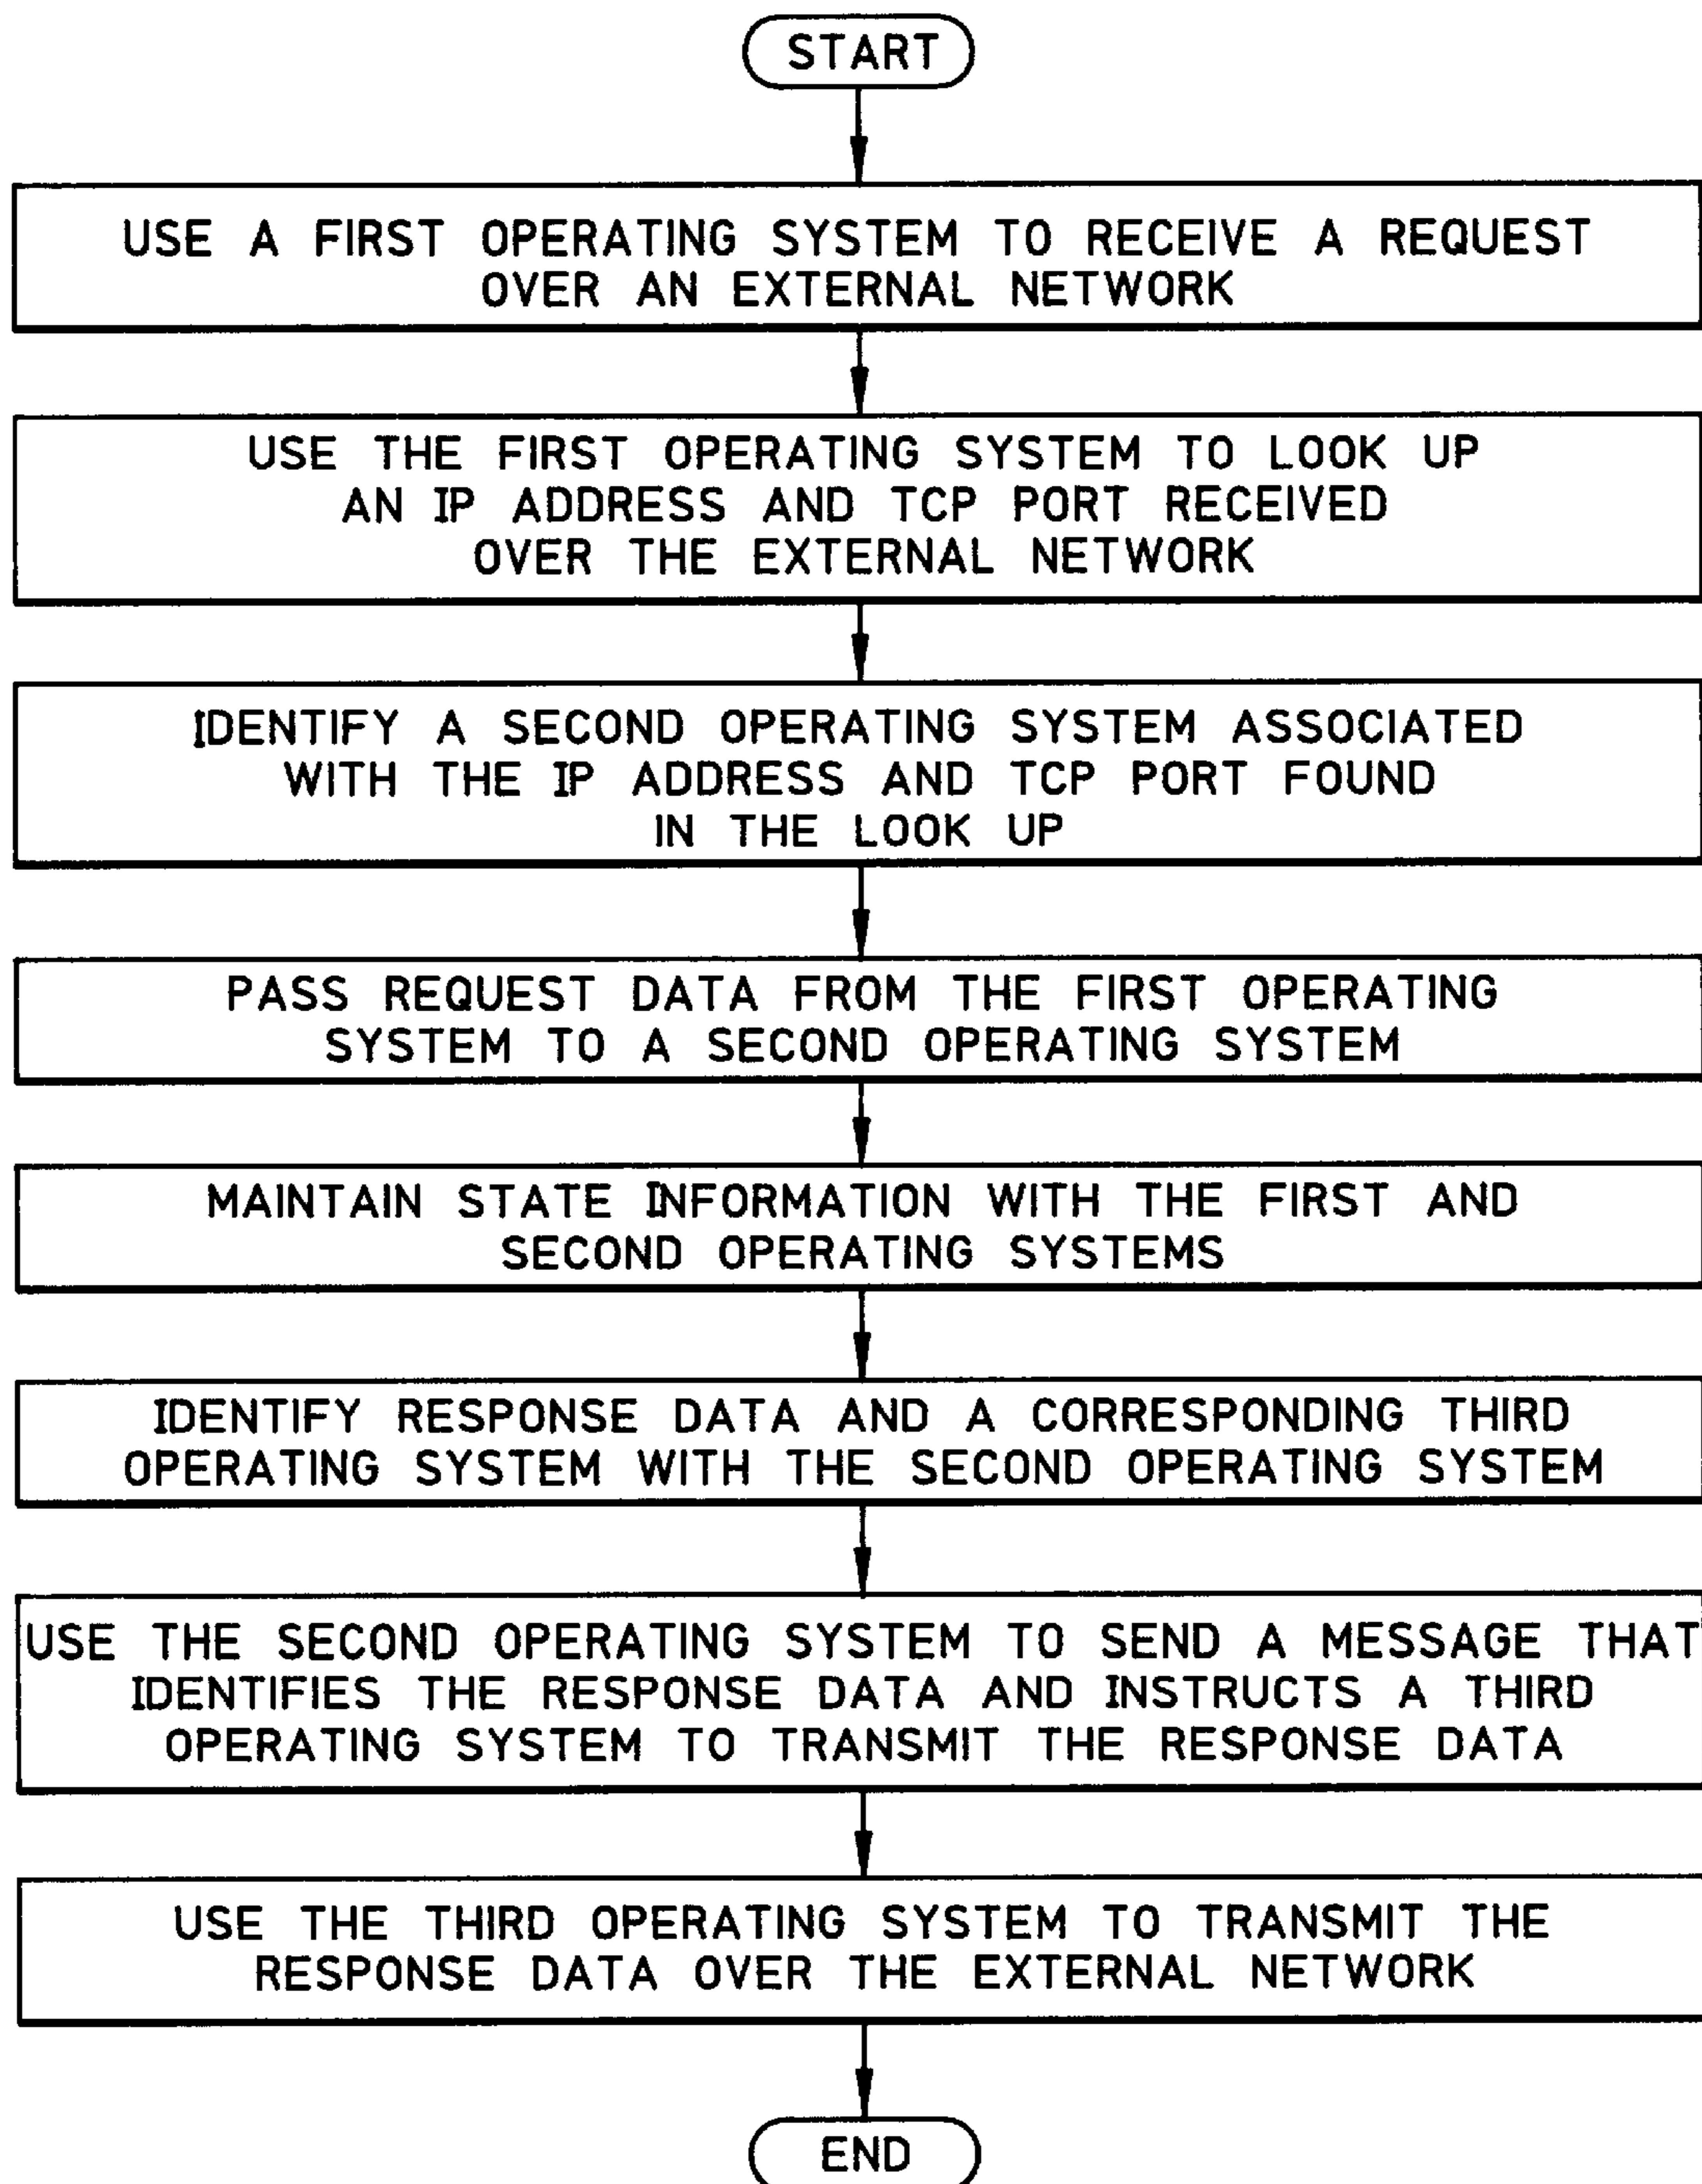 START
USE A FIRST OPERATING SYSTEM TO RECEIVE A REQUEST
OVER AN EXTERNAL NETWORK
USE THE FIRST OPERATING SYSTEM TO LOOK UP
AN IP ADDRESS AND TCP PORT RECEIVED
OVER THE EXTERNAL NETWORK
IDENTIFY A SECOND OPERATING SYSTEM ASSOCIATED
WITH THE IP ADDRESS AND TCP PORT FOUND
IN THE LOOK UP
PASS REQUEST DATA FROM THE FIRST OPERATING
SYSTEM TO A SECOND OPERATING SYSTEM
MAINTAIN STATE INFORMATION WITH THE FIRST AND
SECOND OPERATING SYSTEMS
IDENTIFY RESPONSE DATA AND A CORRESPONDING THIRD
OPERATING SYSTEM WITH THE SECOND OPERATING SYSTEM
USE THE SECOND OPERATING SYSTEM TO SEND A MESSAGE THAT
IDENTIFIES THE RESPONSE DATA AND INSTRUCTS A THIRD
OPERATING SYSTEM TO TRANSMIT THE RESPONSE DATA
USE THE THIRD OPERATING SYSTEM TO TRANSMIT THE
RESPONSE DATA OVER THE EXTERNAL NETWORK
END